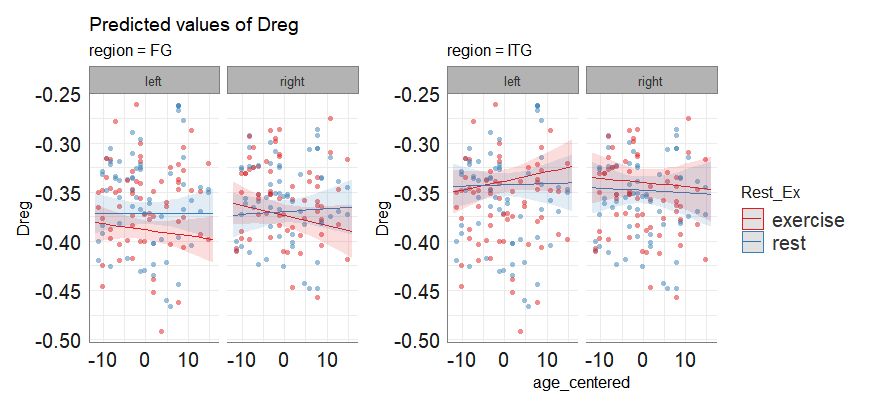 Predicted values of Dreg
region = FG
region = ITG
left
right
left
right
-0.25
-0.30
-0.35
-0.40
-0.45
-0.50
Dreg
-10 0 10
-10 0 10
-0.25
-0.30
-0.35
-0.40
-0.45
-0.50
Dreg
-10 0 10
-10 0 10
age_centered
Rest_Ex
exercise
rest